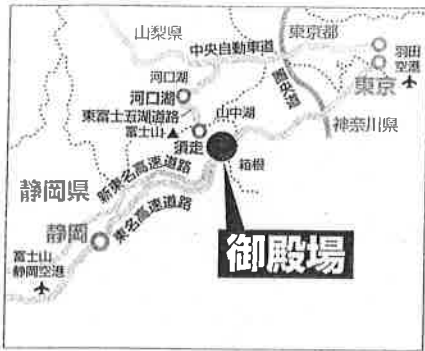 山梨県
東京都
中央自動車道
羽田
空港
河口湖
河口湖
圏央道
東京
東富士五湖道路
山中湖
富士山
須走
神奈川県
箱根
静岡県
新東名高速道路
静岡
東名高速道路
御殿場
富士山
静岡空港